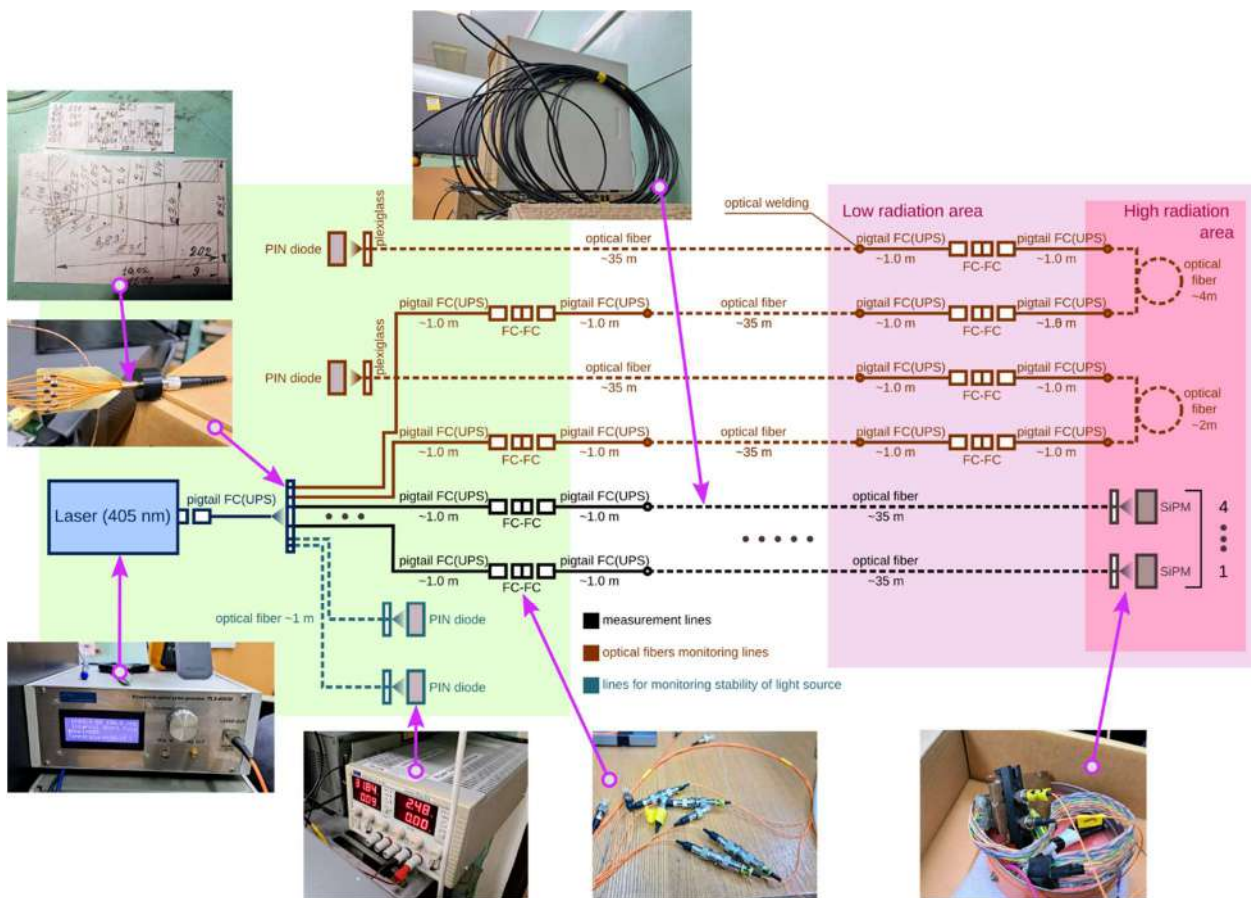 optical welding
Low radiation area
High radiation
area
PIN diode
plexiglass
optical fiber
~35 m
pigtail FC(UPS)
~1.0 m
FC-FC
pigtail FC(UPS)
~1.0 m
optical
fiber
~4m
pigtail FC(UPS)
~1.0 m
FC-FC
pigtail FC(UPS)
~1.0 m
optical fiber
~35 m
pigtail FC(UPS)
~1.0 m
FC-FC
pigtail FC(UPS)
~1.0 m
PIN diode
plexiglass
optical fiber
~35 m
pigtail FC(UPS)
~1.0 m
FC-FC
pigtail FC(UPS)
~1.0 m
optical
fiber
~2m
pigtail FC(UPS)
~1.0 m
FC-FC
pigtail FC(UPS)
~1.0 m
optical fiber
~35 m
pigtail FC(UPS)
~1.0 m
FC-FC
pigtail FC(UPS)
~1.0 m
Laser (405 nm)
pigtail FC(UPS)
pigtail FC(UPS)
~1.0 m
FC-FC
pigtail FC(UPS)
~1.0 m
optical fiber
~35 m
SiPM
4
pigtail FC(UPS)
~1.0 m
FC-FC
pigtail FC(UPS)
~1.0 m
optical fiber
~35 m
SiPM
1
optical fiber ~1 m
PIN diode
PIN diode
measurement lines
optical fibers monitoring lines
lines for monitoring stability of light source
31.84
0.09
2.48
0.00